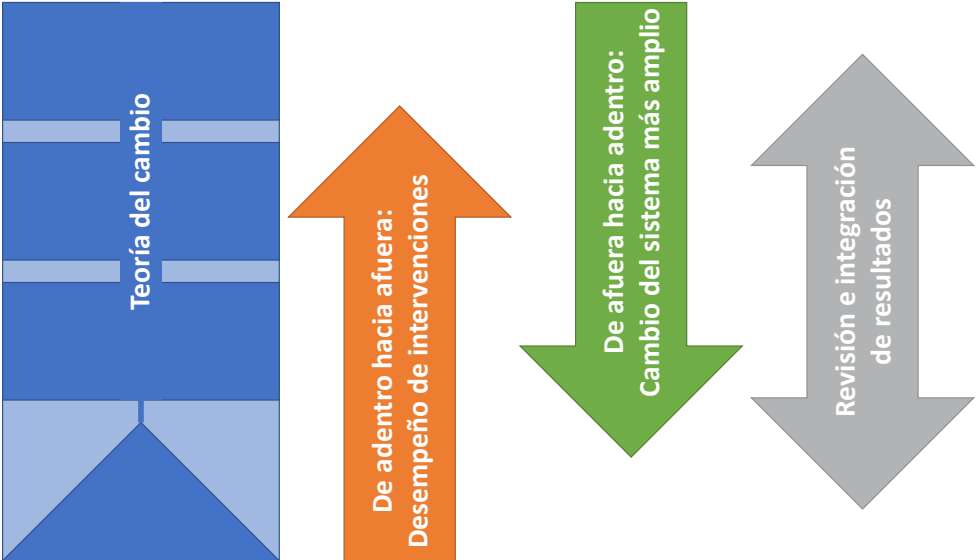 Teoría del cambio
De adentro hacia afuera:
Desempeño de intervenciones
De afuera hacia adentro:
Cambio del sistema más amplio
Revisión e integración
de resultados